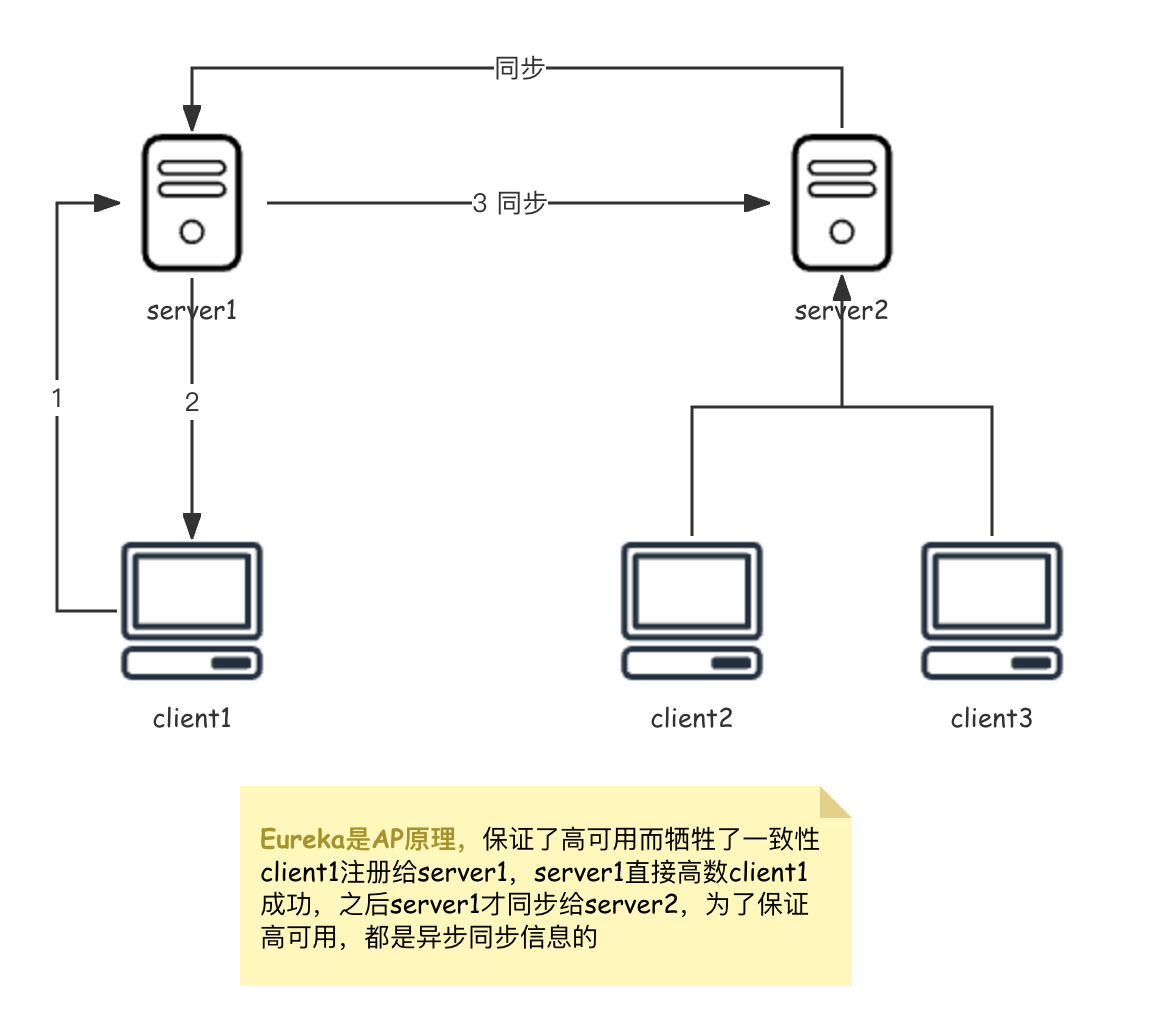 同步
3 同步
server1
server2
1
2
client1
client2
client3
Eureka是AP原理，保证了高可用而牺牲了一致性
client1注册给server1，server1直接高数client1
成功，之后server1才同步给server2，为了保证
高可用，都是异步同步信息的